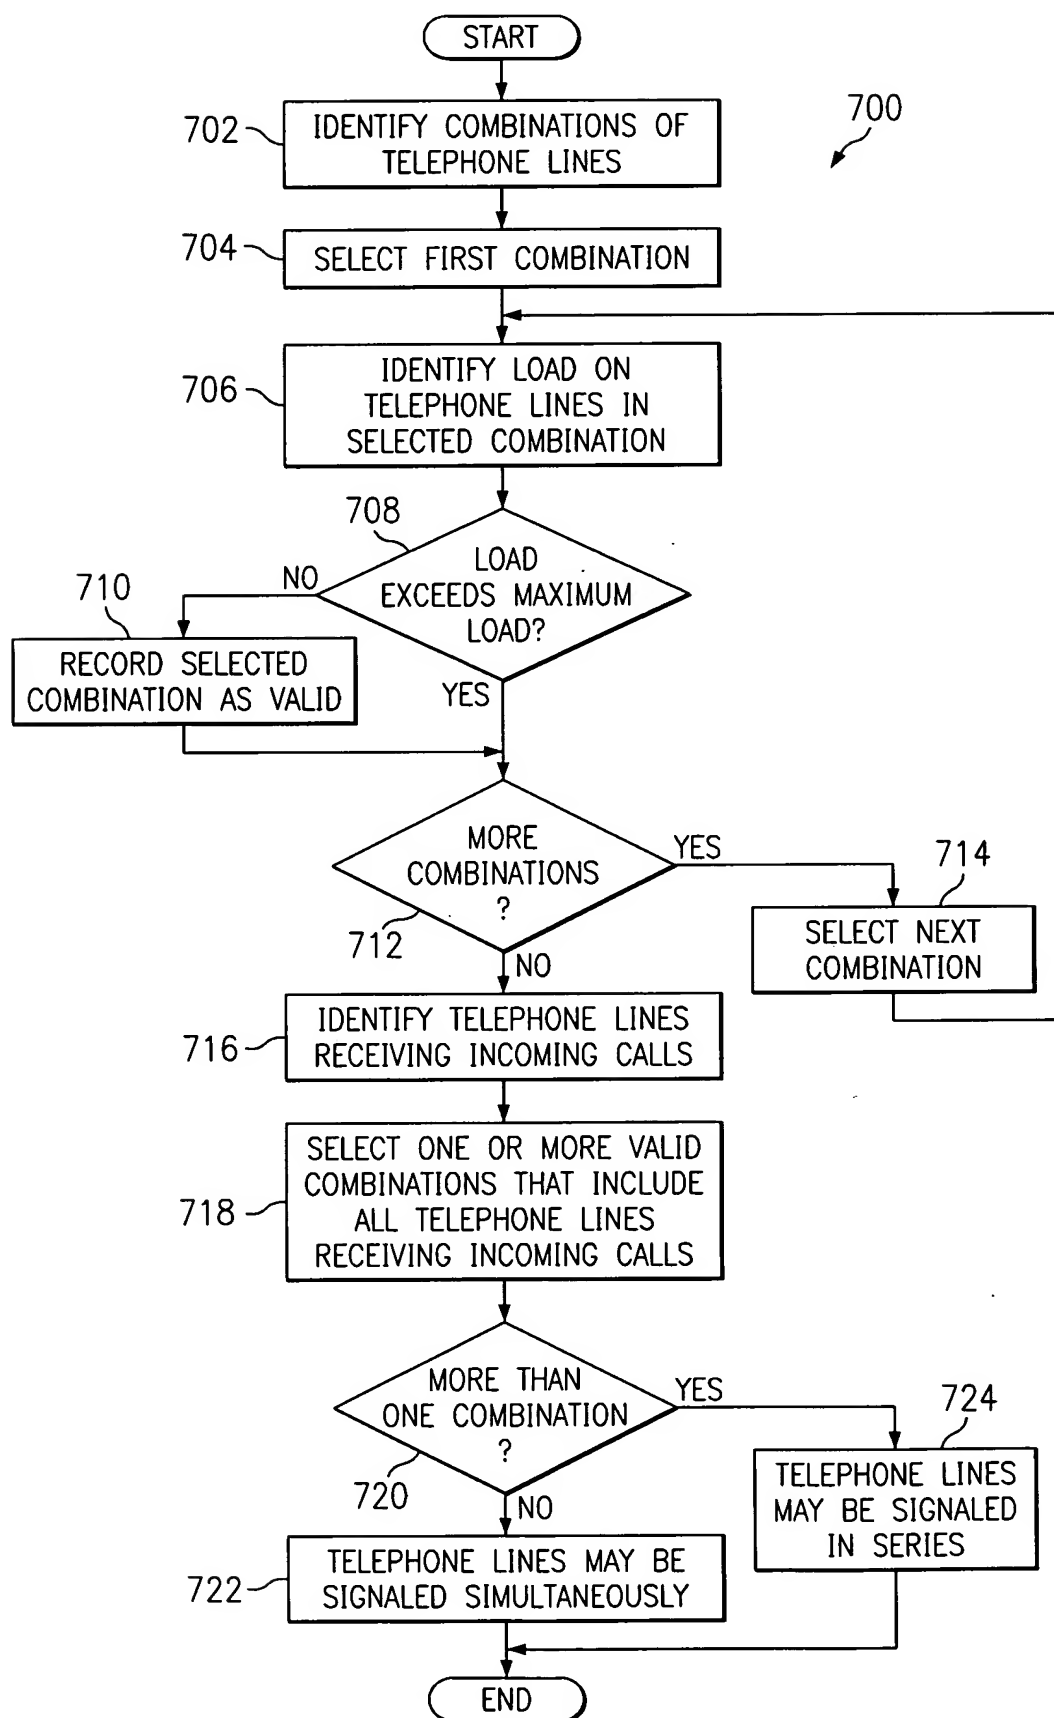 START
700
702
IDENTIFY COMBINATIONS OF
TELEPHONE LINES
704
SELECT FIRST COMBINATION
706
IDENTIFY LOAD ON
TELEPHONE LINES IN
SELECTED COMBINATION
708
LOAD
EXCEEDS MAXIMUM
LOAD?
NO
YES
710
RECORD SELECTED
COMBINATION AS VALID
MORE
COMBINATIONS
?
712
YES
NO
714
SELECT NEXT
COMBINATION
716
IDENTIFY TELEPHONE LINES
RECEIVING INCOMING CALLS
718
SELECT ONE OR MORE VALID
COMBINATIONS THAT INCLUDE
ALL TELEPHONE LINES
RECEIVING INCOMING CALLS
MORE THAN
ONE COMBINATION
?
720
YES
NO
724
TELEPHONE LINES
MAY BE SIGNALED
IN SERIES
722
TELEPHONE LINES MAY BE
SIGNALED SIMULTANEOUSLY
END